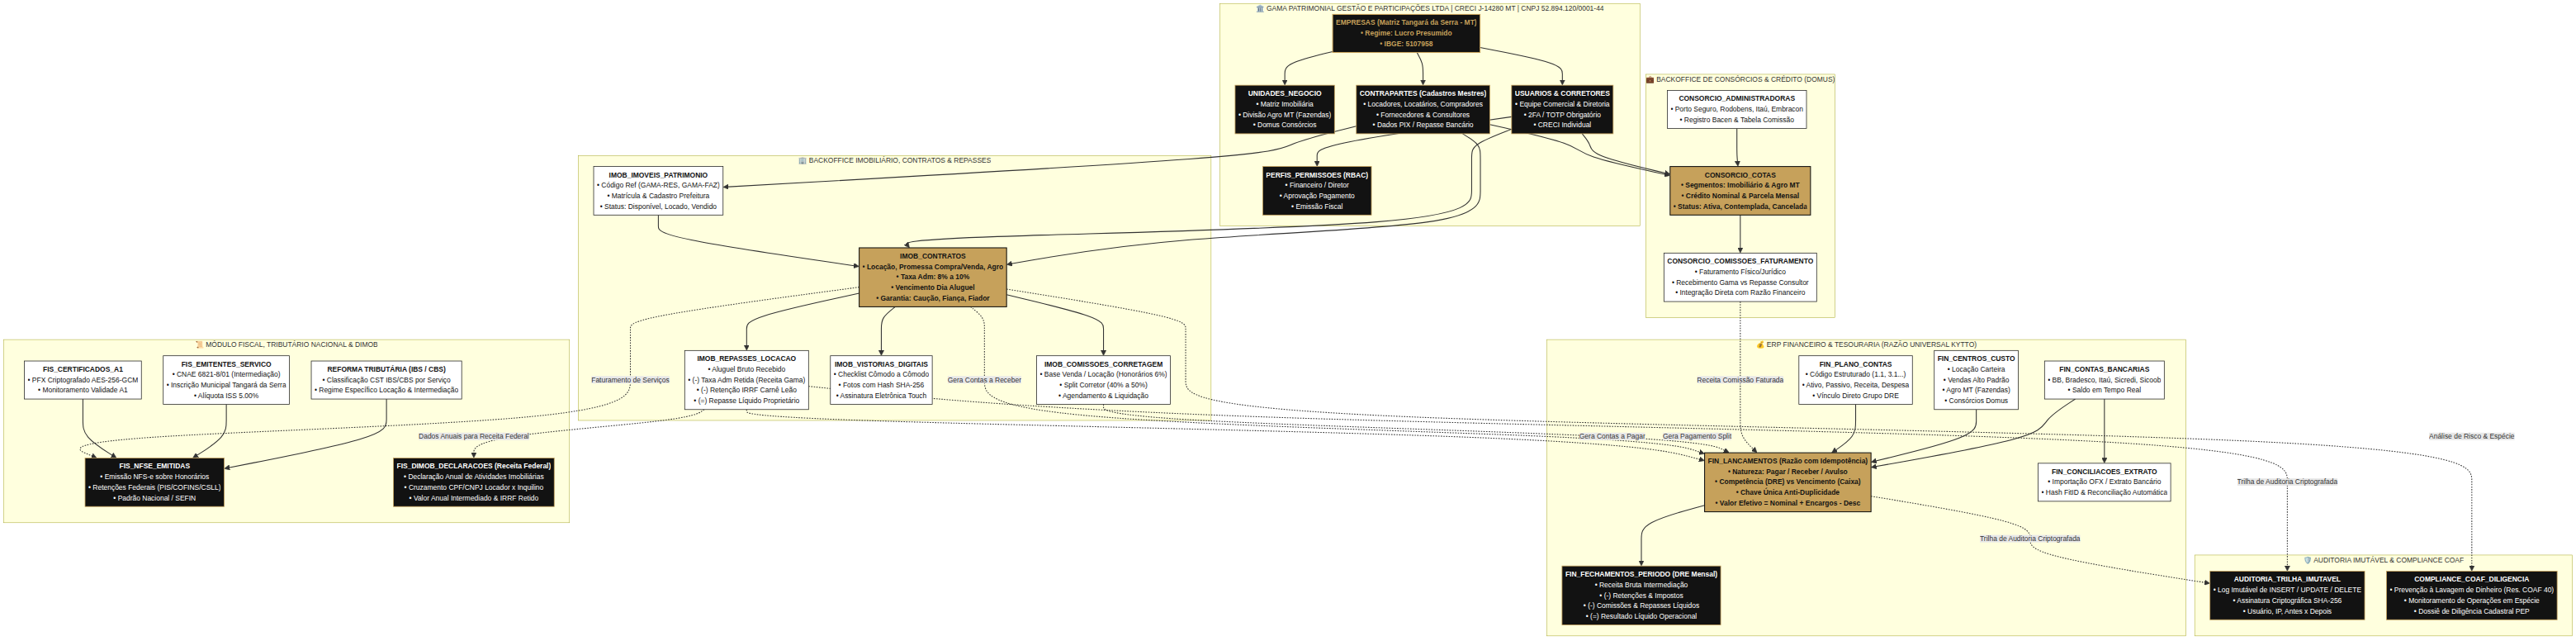 🏛️ GAMA PATRIMONIAL GESTÃO E PARTICIPAÇÕES LTDA | CRECI J-14280 MT | CNPJ 52.894.120/0001-44
EMPRESAS (Matriz Tangará da Serra - MT)
• Regime: Lucro Presumido
• IBGE: 5107958
UNIDADES_NEGOCIO
• Matriz Imobiliária
• Divisão Agro MT (Fazendas)
• Domus Consórcios
CONTRAPARTES (Cadastros Mestres)
• Locadores, Locatários, Compradores
• Fornecedores & Consultores
• Dados PIX / Repasse Bancário
USUARIOS & CORRETORES
• Equipe Comercial & Diretoria
• 2FA / TOTP Obrigatório
• CRECI Individual
PERFIS_PERMISSOES (RBAC)
• Financeiro / Diretor
• Aprovação Pagamento
• Emissão Fiscal
💼 BACKOFFICE DE CONSÓRCIOS & CRÉDITO (DOMUS)
CONSORCIO_ADMINISTRADORAS
• Porto Seguro, Rodobens, Itaú, Embracon
• Registro Bacen & Tabela Comissão
CONSORCIO_COTAS
• Segmentos: Imobiliário & Agro MT
• Crédito Nominal & Parcela Mensal
• Status: Ativa, Contemplada, Cancelada
CONSORCIO_COMISSOES_FATURAMENTO
• Faturamento Físico/Jurídico
• Recebimento Gama vs Repasse Consultor
• Integração Direta com Razão Financeiro
🏢 BACKOFFICE IMOBILIÁRIO, CONTRATOS & REPASSES
IMOB_IMOVEIS_PATRIMONIO
• Código Ref (GAMA-RES, GAMA-FAZ)
• Matrícula & Cadastro Prefeitura
• Status: Disponível, Locado, Vendido
IMOB_CONTRATOS
• Locação, Promessa Compra/Venda, Agro
• Taxa Adm: 8% a 10%
• Vencimento Dia Aluguel
• Garantia: Caução, Fiança, Fiador
IMOB_REPASSES_LOCACAO
• Aluguel Bruto Recebido
• (-) Taxa Adm Retida (Receita Gama)
• (-) Retenção IRRF Carnê Leão
• (=) Repasse Líquido Proprietário
IMOB_VISTORIAS_DIGITAIS
• Checklist Cômodo a Cômodo
• Fotos com Hash SHA-256
• Assinatura Eletrônica Touch
IMOB_COMISSOES_CORRETAGEM
• Base Venda / Locação (Honorários 6%)
• Split Corretor (40% a 50%)
• Agendamento & Liquidação
Faturamento de Serviços
Gera Contas a Receber
Receita Comissão Faturada
📜 MÓDULO FISCAL, TRIBUTÁRIO NACIONAL & DIMOB
FIS_CERTIFICADOS_A1
• PFX Criptografado AES-256-GCM
• Monitoramento Validade A1
FIS_EMITENTES_SERVICO
• CNAE 6821-8/01 (Intermediação)
• Inscrição Municipal Tangará da Serra
• Alíquota ISS 5.00%
REFORMA TRIBUTÁRIA (IBS / CBS)
• Classificação CST IBS/CBS por Serviço
• Regime Específico Locação & Intermediação
Dados Anuais para Receita Federal
FIS_NFSE_EMITIDAS
• Emissão NFS-e sobre Honorários
• Retenções Federais (PIS/COFINS/CSLL)
• Padrão Nacional / SEFIN
FIS_DIMOB_DECLARACOES (Receita Federal)
• Declaração Anual de Atividades Imobiliárias
• Cruzamento CPF/CNPJ Locador x Inquilino
• Valor Anual Intermediado & IRRF Retido
💰 ERP FINANCEIRO & TESOURARIA (RAZÃO UNIVERSAL KYTTO)
FIN_PLANO_CONTAS
• Código Estruturado (1.1, 3.1...)
• Ativo, Passivo, Receita, Despesa
• Vínculo Direto Grupo DRE
FIN_CENTROS_CUSTO
• Locação Carteira
• Vendas Alto Padrão
• Agro MT (Fazendas)
• Consórcios Domus
FIN_CONTAS_BANCARIAS
• BB, Bradesco, Itaú, Sicredi, Sicoob
• Saldo em Tempo Real
Gera Contas a Pagar
Gera Pagamento Split
Análise de Risco & Espécie
FIN_LANCAMENTOS (Razão com Idempotência)
• Natureza: Pagar / Receber / Avulso
• Competência (DRE) vs Vencimento (Caixa)
• Chave Única Anti-Duplicidade
• Valor Efetivo = Nominal + Encargos - Desc
FIN_CONCILIACOES_EXTRATO
• Importação OFX / Extrato Bancário
• Hash FitID & Reconciliação Automática
Trilha de Auditoria Criptografada
Trilha de Auditoria Criptografada
FIN_FECHAMENTOS_PERIODO (DRE Mensal)
• Receita Bruta Intermediação
• (-) Retenções & Impostos
• (-) Comissões & Repasses Líquidos
• (=) Resultado Líquido Operacional
🛡️ AUDITORIA IMUTÁVEL & COMPLIANCE COAF
AUDITORIA_TRILHA_IMUTAVEL
• Log Imutável de INSERT / UPDATE / DELETE
• Assinatura Criptográfica SHA-256
• Usuário, IP, Antes x Depois
COMPLIANCE_COAF_DILIGENCIA
• Prevenção à Lavagem de Dinheiro (Res. COAF 40)
• Monitoramento de Operações em Espécie
• Dossiê de Diligência Cadastral PEP